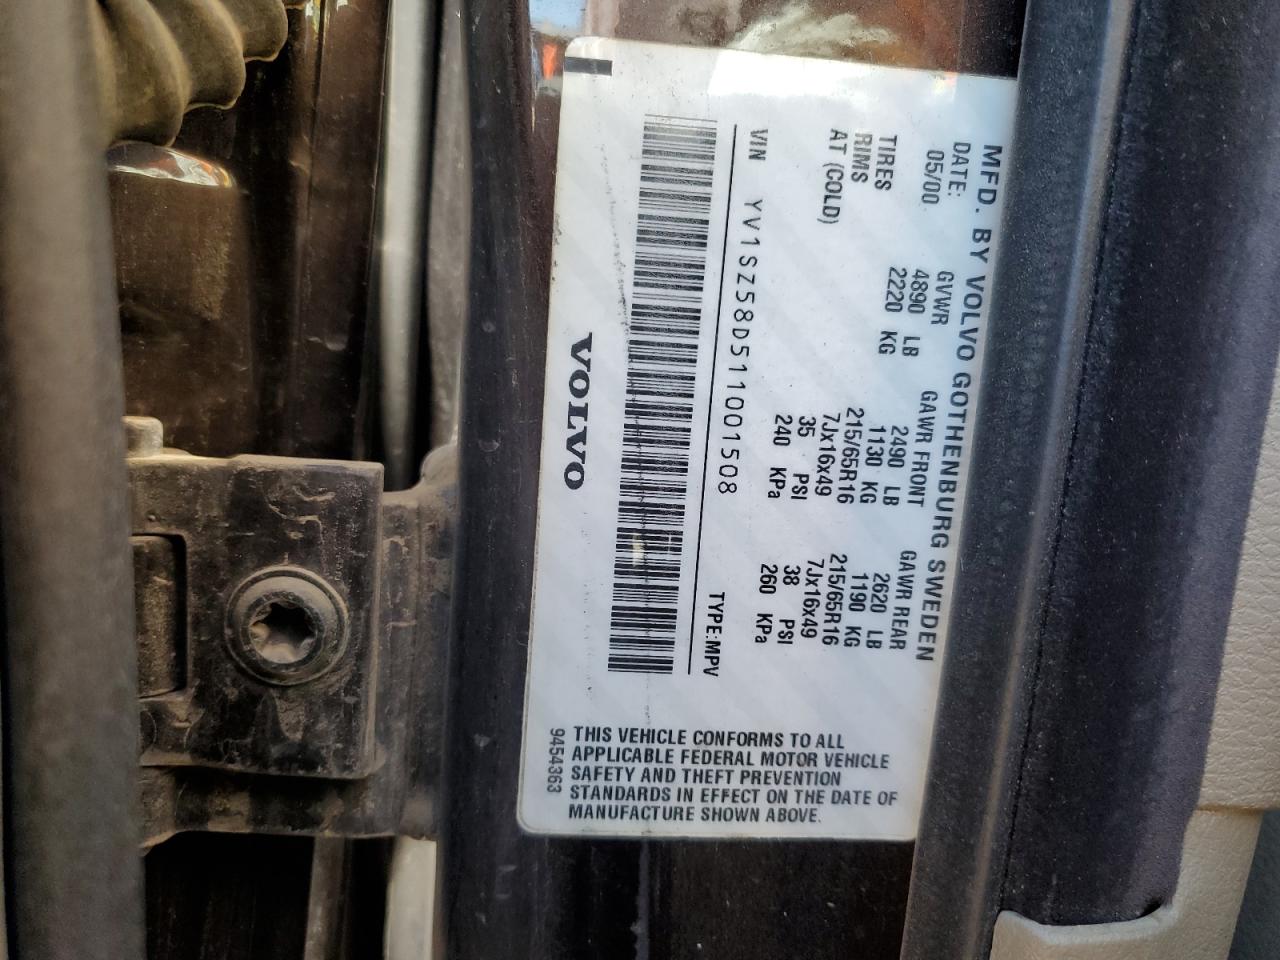 MFD. BY VOLVO GOTHENBURG SWEDEN
DATE: GVWR GAWR FRONT GAWR REAR
05/00 4890 LB 2490 LB 2620 LB
2220 KG 1130 KG 1190 KG
TIRES 215/65R16 215/65R16
RIMS 7Jx16x49 7Jx16x49
AT (COLD) 35 PSI 38 PSI
240 KPa 260 KPa
VIN YV1SZ58D511001508 TYPE:MPV
VOLVO
THIS VEHICLE CONFORMS TO ALL
APPLICABLE FEDERAL MOTOR VEHICLE
SAFETY AND THEFT PREVENTION
STANDARDS IN EFFECT ON THE DATE OF
MANUFACTURE SHOWN ABOVE.
9454363